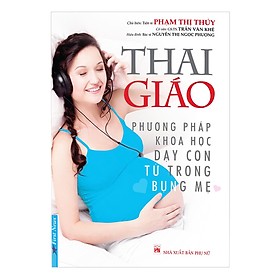 Chủ biên: Tiến sĩ PHẠM THỊ THÚY
Cố vấn: GS.TS. TRẦN VĂN KHÊ
Hiệu đính: Bác sĩ NGUYỄN THỊ NGỌC PHƯỢNG
THAI
GIÁO
PHƯƠNG PHÁP
KHOA HỌC
DẠY CON
TỪ TRONG
BỤNG MẸ
First News
NHÀ XUẤT BẢN PHỤ NỮ